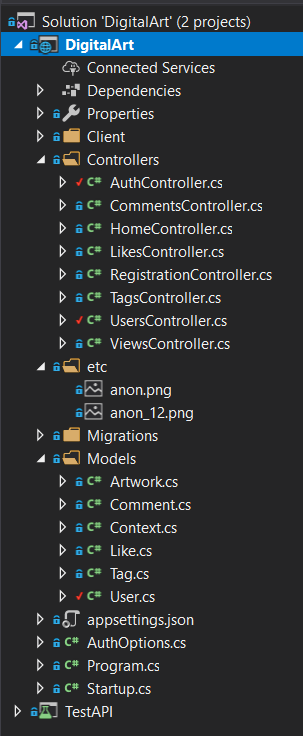 Solution 'DigitalArt' (2 projects)
DigitalArt
Connected Services
Dependencies
Properties
Client
Controllers
C# AuthController.cs
C# CommentsController.cs
C# HomeController.cs
C# LikesController.cs
C# RegistrationController.cs
C# TagsController.cs
C# UsersController.cs
C# ViewsController.cs
etc
anon.png
anon_12.png
Migrations
Models
C# Artwork.cs
C# Comment.cs
C# Context.cs
C# Like.cs
C# Tag.cs
C# User.cs
appsettings.json
C# AuthOptions.cs
C# Program.cs
C# Startup.cs
TestAPI